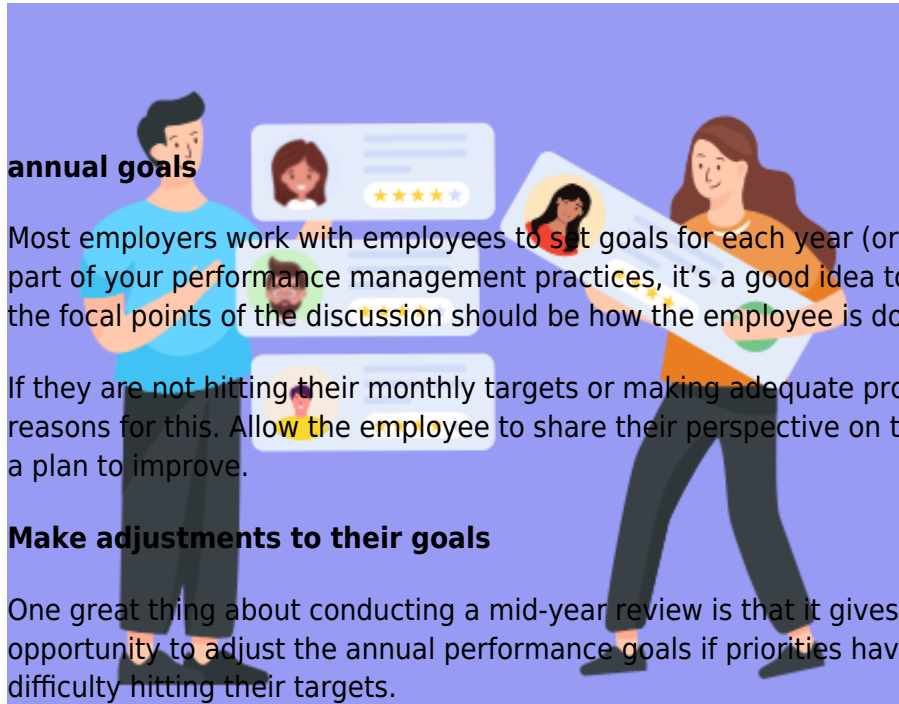 annual goals
Most employers work with employees to set goals for each year (or
part of your performance management practices, it’s a good idea to
the focal points of the discussion should be how the employee is do
If they are not hitting their monthly targets or making adequate pro
reasons for this. Allow the employee to share their perspective on t
a plan to improve.
Make adjustments to their goals
One great thing about conducting a mid-year review is that it gives
opportunity to adjust the annual performance goals if priorities hav
difficulty hitting their targets.